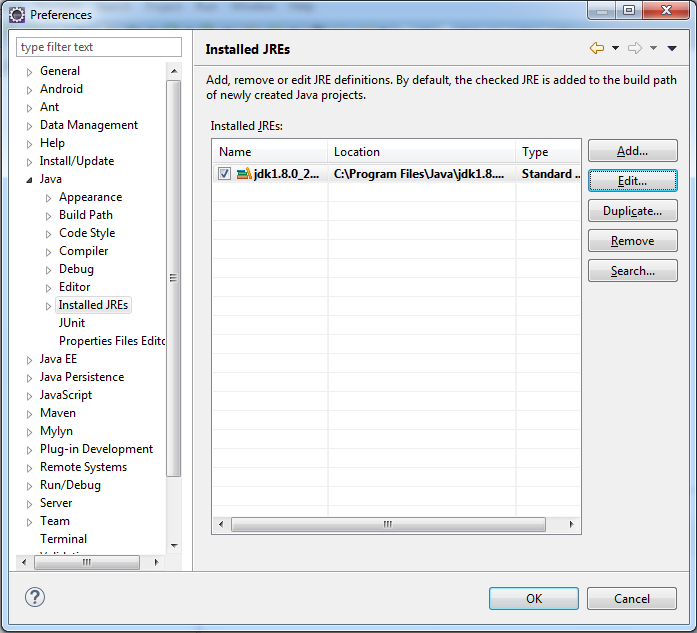 Preferences
type filter text
General
Android
Ant
Data Management
Help
Install/Update
Java
Appearance
Build Path
Code Style
Compiler
Debug
Editor
Installed JREs
JUnit
Properties Files Edito
Java EE
Java Persistence
JavaScript
Maven
Mylyn
Plug-in Development
Remote Systems
Run/Debug
Server
Team
Terminal
Installed JREs
Add, remove or edit JRE definitions. By default, the checked JRE is added to the build path
of newly created Java projects.
Installed JREs:
Name Location Type
jdk1.8.0_2... C:\Program Files\Java\jdk1.8.... Standard ..
Add...
Edit...
Duplicate...
Remove
Search...
OK Cancel